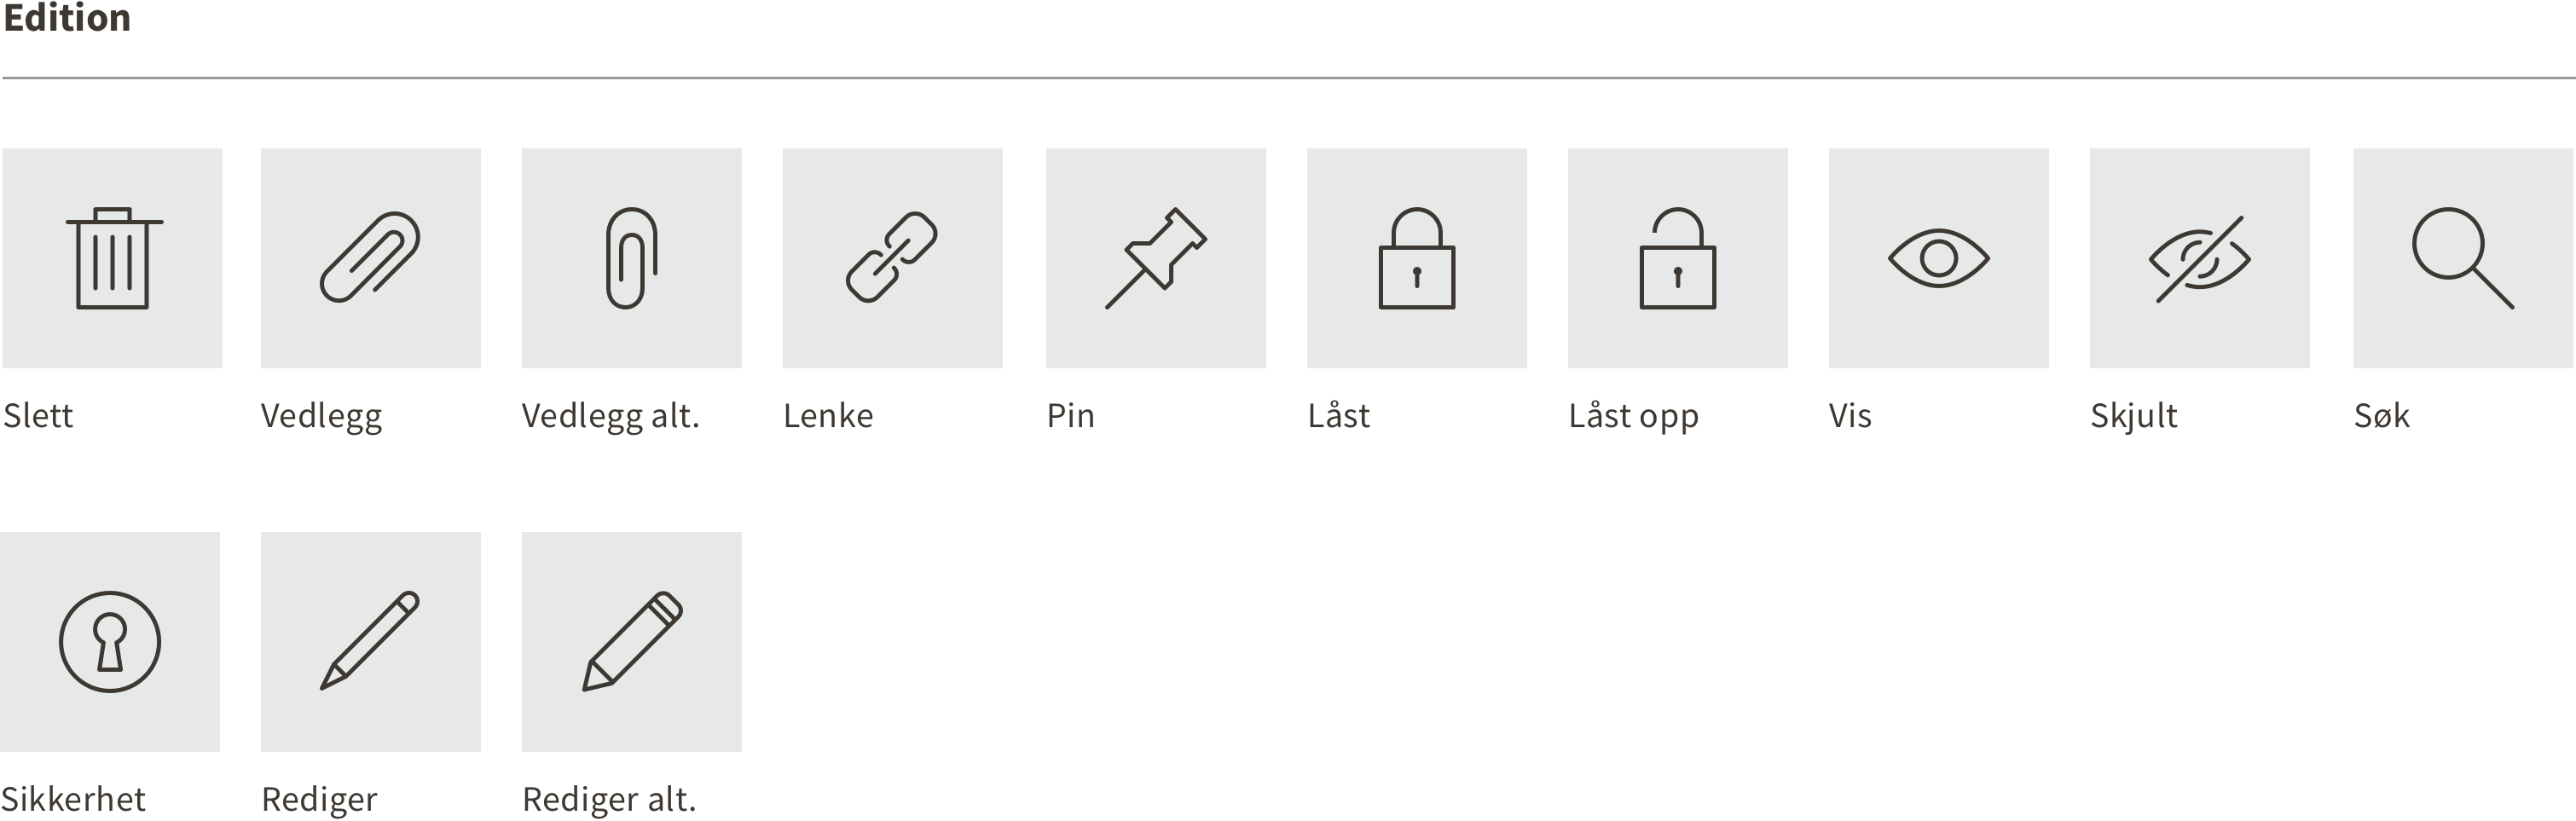 Edition
Slett Vedlegg Vedlegg alt. Lenke Pin Låst Låst opp Vis Skjult Søk
Sikkerhet Rediger Rediger alt.